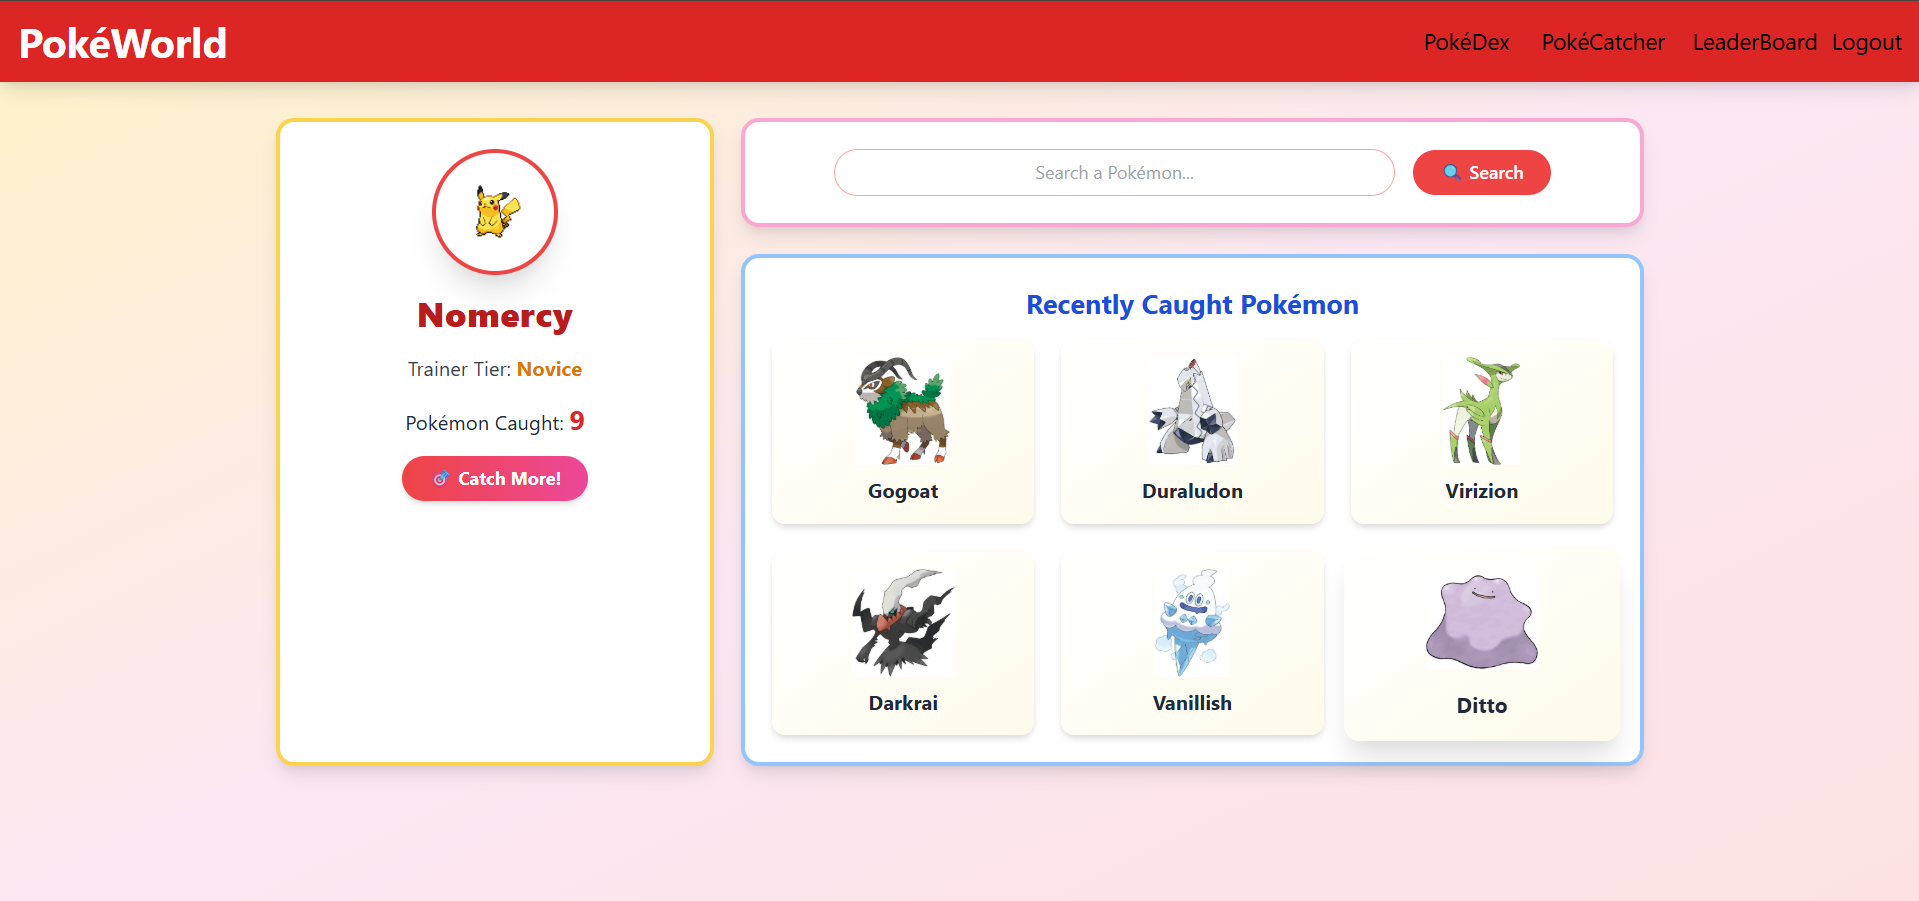 PokéWorld
PokéDex PokéCatcher LeaderBoard Logout
Nomercy
Trainer Tier: Novice
Pokémon Caught: 9
Catch More!
Search a Pokémon...
Search
Recently Caught Pokémon
Gogoat
Duraludon
Virizion
Darkrai
Vanillish
Ditto